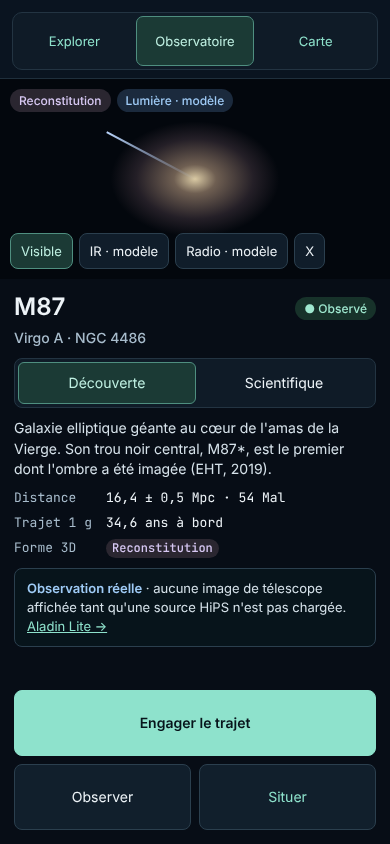 Explorer
Observatoire
Carte
Reconstitution
Lumière · modèle
Visible
IR · modèle
Radio · modèle
X
M87
● Observé
Virgo A · NGC 4486
Découverte
Scientifique
Galaxie elliptique géante au cœur de l'amas de la
Vierge. Son trou noir central, M87*, est le premier
dont l'ombre a été imagée (EHT, 2019).
Distance 16,4 ± 0,5 Mpc · 54 Mal
Trajet 1 g 34,6 ans à bord
Forme 3D Reconstitution
Observation réelle · aucune image de télescope
affichée tant qu'une source HiPS n'est pas chargée.
Aladin Lite →
Engager le trajet
Observer
Situer